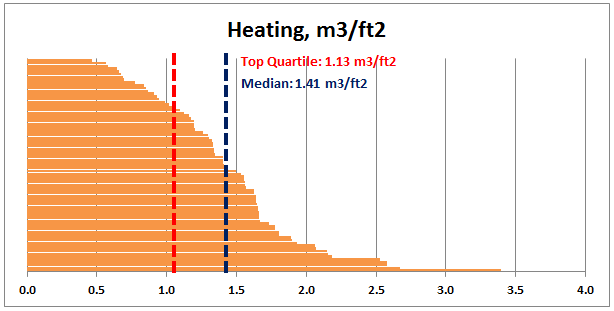 Heating, m3/ft2
Top Quartile: 1.13 m3/ft2
Median: 1.41 m3/ft2
0.0 0.5 1.0 1.5 2.0 2.5 3.0 3.5 4.0